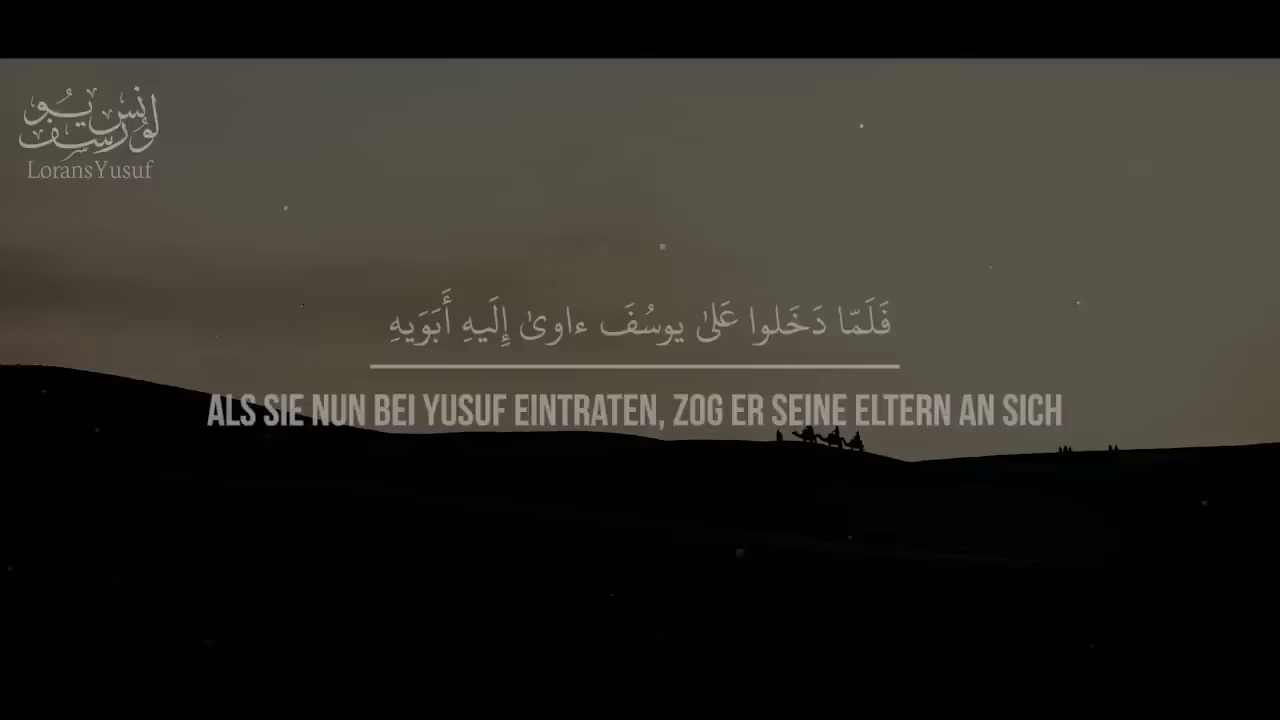 لورنس يوسف
LoransYusuf
فَلَمّا دَخَلوا عَلىٰ يوسُفَ ءاوىٰ إِلَيهِ أَبَوَيهِ
ALS SIE NUN BEI YUSUF EINTRATEN, ZOG ER SEINE ELTERN AN SICH